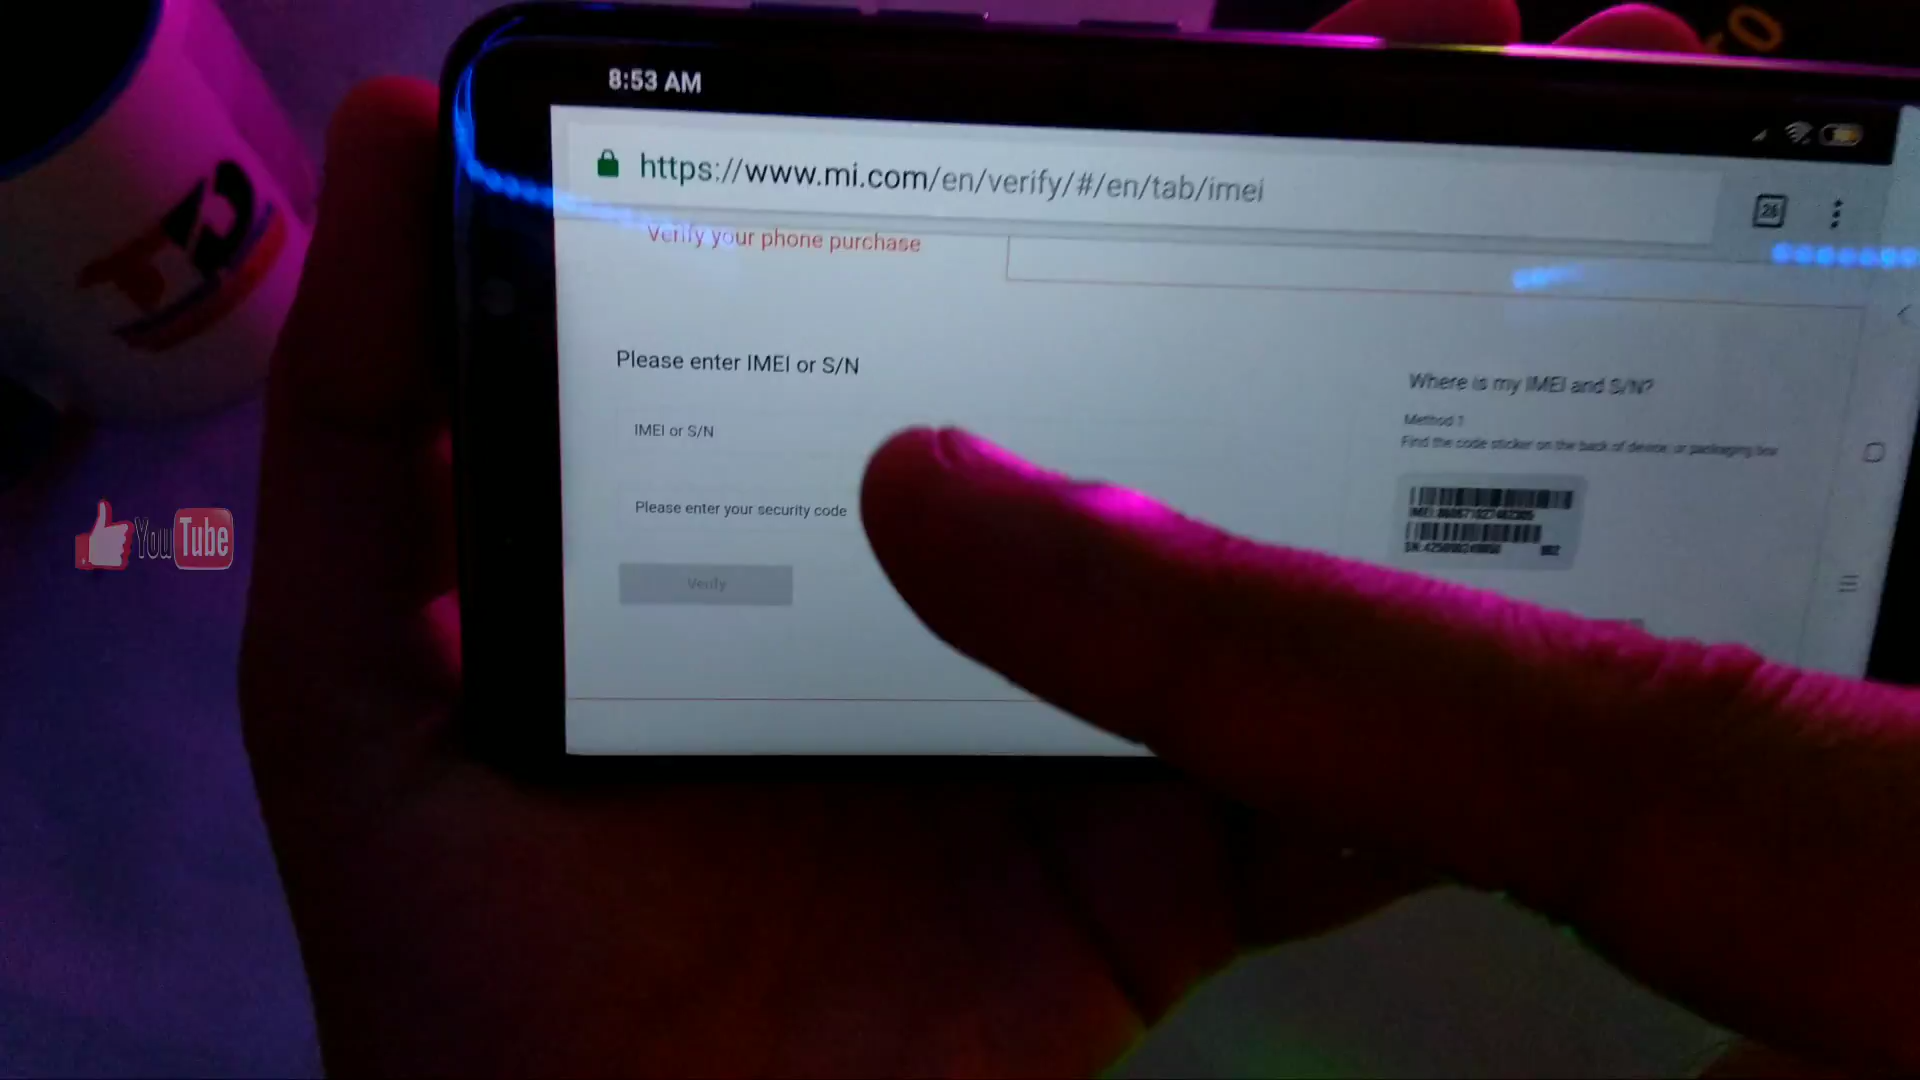 8:53 AM
https://www.mi.com/en/verify/#/en/tab/imei
26
Verify your phone purchase
Please enter IMEI or S/N
IMEI or S/N
Please enter your security code
Verify
Where is my IMEI and S/N?
Method 1
Find the code sticker on the back of device, or packaging box
YouTube